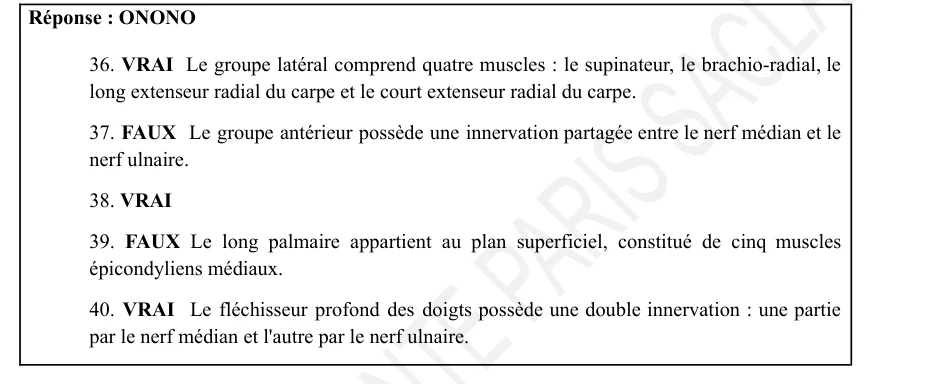 Réponse : ONONO
36. VRAI Le groupe latéral comprend quatre muscles : le supinateur, le brachio-radial, le
long extenseur radial du carpe et le court extenseur radial du carpe.
37. FAUX Le groupe antérieur possède une innervation partagée entre le nerf médian et le
nerf ulnaire.
38. VRAI
39. FAUX Le long palmaire appartient au plan superficiel, constitué de cinq muscles
épicondyliens médiaux.
40. VRAI Le fléchisseur profond des doigts possède une double innervation : une partie
par le nerf médian et l'autre par le nerf ulnaire.